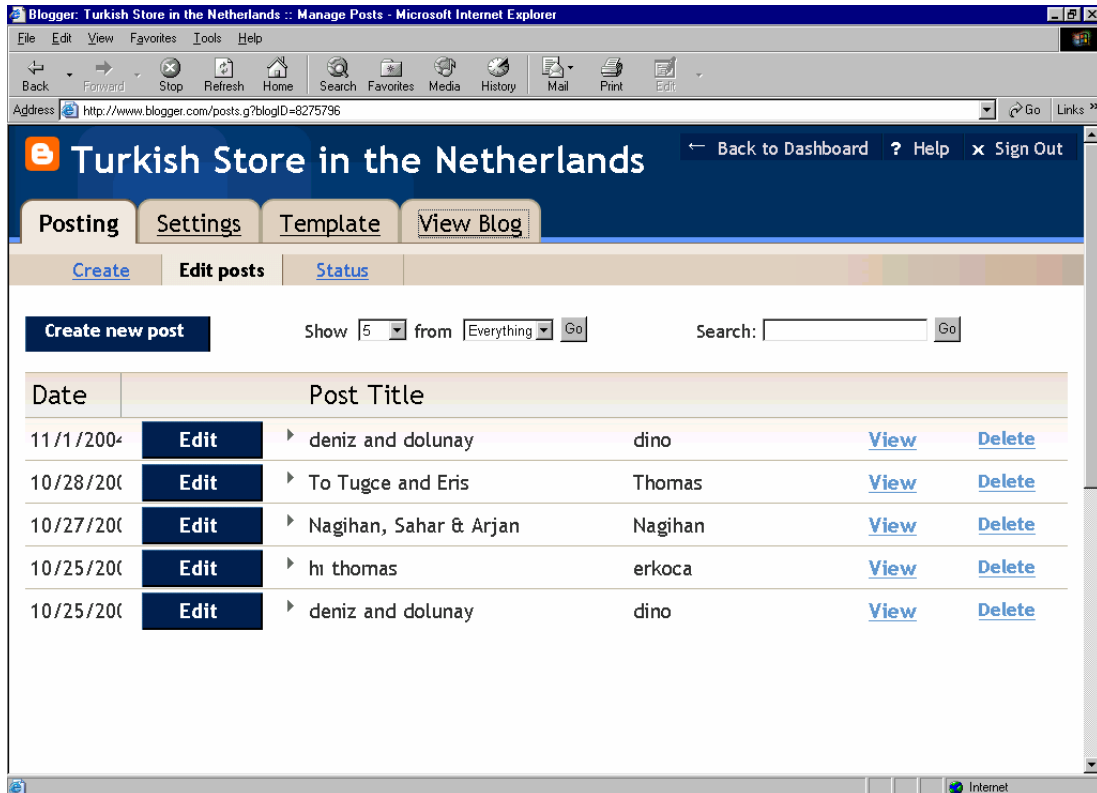 Blogger: Turkish Store in the Netherlands :: Manage Posts - Microsoft Internet Explorer
File Edit View Favorites Tools Help
Back Forward Stop Refresh Home Search Favorites Media History Mail Print Edit
Address http://www.blogger.com/posts.g?blogID=8275796 Go Links »
Turkish Store in the Netherlands ← Back to Dashboard ? Help x Sign Out
Posting Settings Template View Blog
Create Edit posts Status
Create new post Show 5 from Everything Go Search: Go
Date Post Title
11/1/2004 Edit deniz and dolunay dino View Delete
10/28/200 Edit To Tugce and Eris Thomas View Delete
10/27/200 Edit Nagihan, Sahar & Arjan Nagihan View Delete
10/25/200 Edit hı thomas erkoca View Delete
10/25/200 Edit deniz and dolunay dino View Delete
Internet